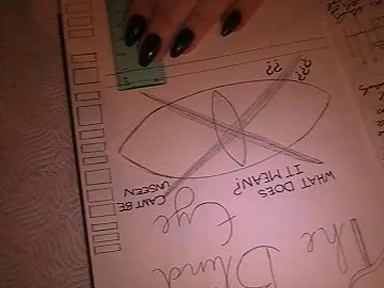 The Blind
Eye
CAN'T BE
UNSEEN
WHAT DOES
IT MEAN?
???
??